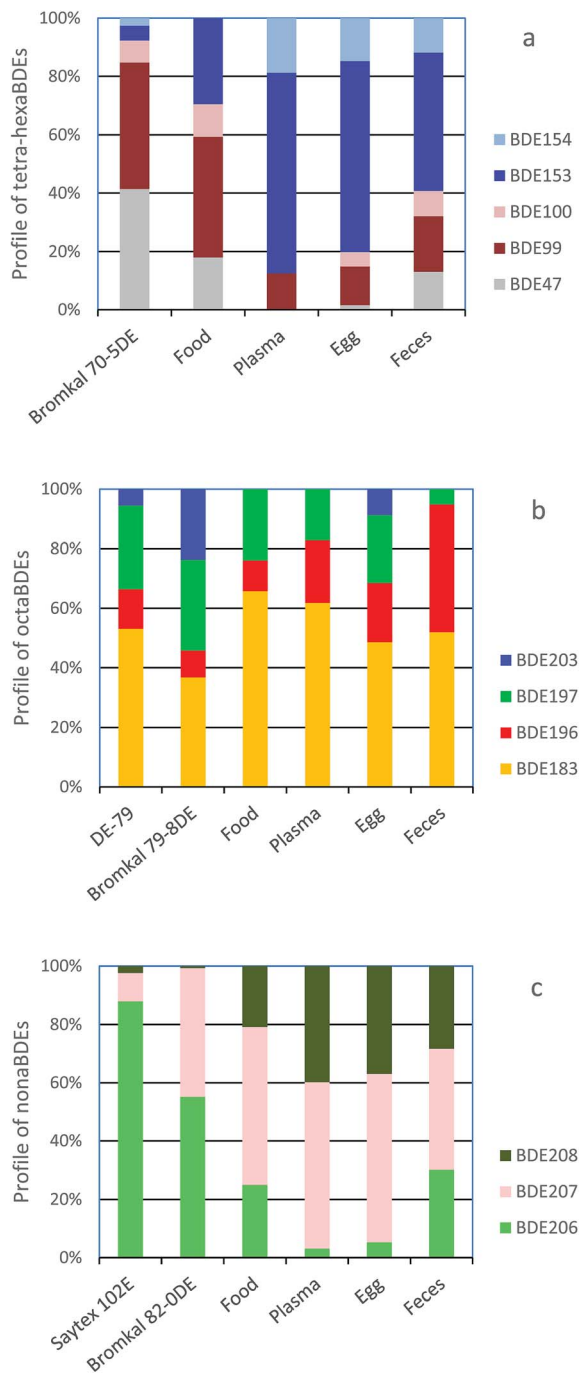 a
Profile of tetra-hexaBDEs
100%
80%
60%
40%
20%
0%
BDE154
BDE153
BDE100
BDE99
BDE47
Bromkal 70-5DE
Food
Plasma
Egg
Feces
b
Profile of octaBDEs
100%
80%
60%
40%
20%
0%
BDE203
BDE197
BDE196
BDE183
DE-79
Bromkal 79-8DE
Food
Plasma
Egg
Feces
c
Profile of nonaBDEs
100%
80%
60%
40%
20%
0%
BDE208
BDE207
BDE206
Saytex 102E
Bromkal 82-0DE
Food
Plasma
Egg
Feces